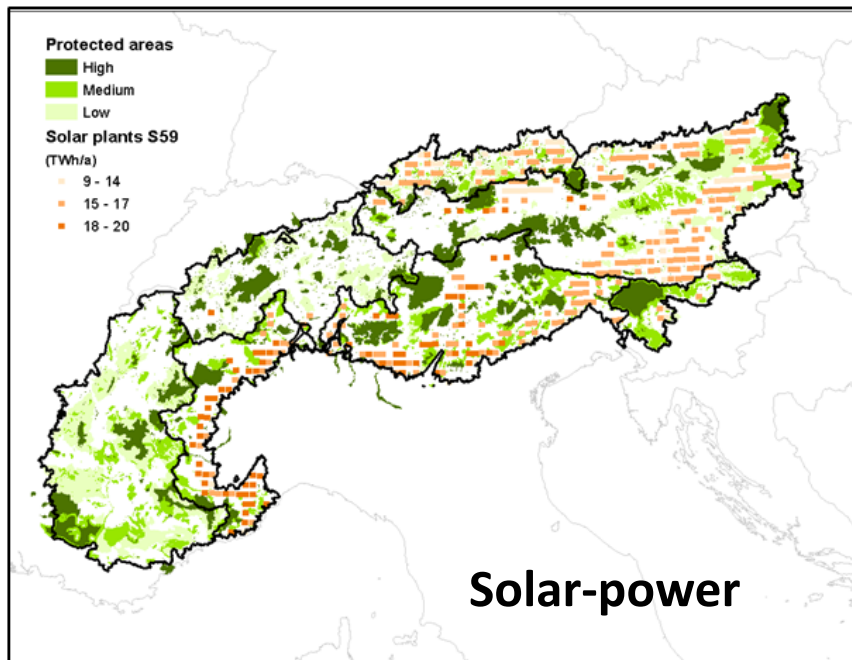 Protected areas
High
Medium
Low
Solar plants S59
(TWh/a)
9 - 14
15 - 17
18 - 20
Solar-power